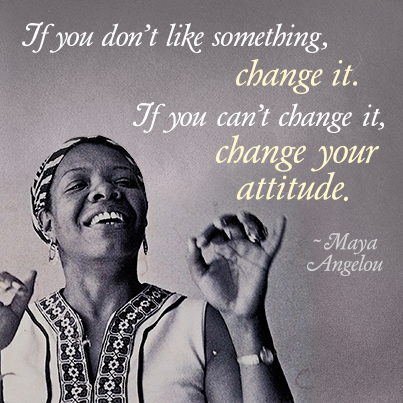 If you don't like something,
change it.
If you can't change it,
change your
attitude.
~Maya
Angelou